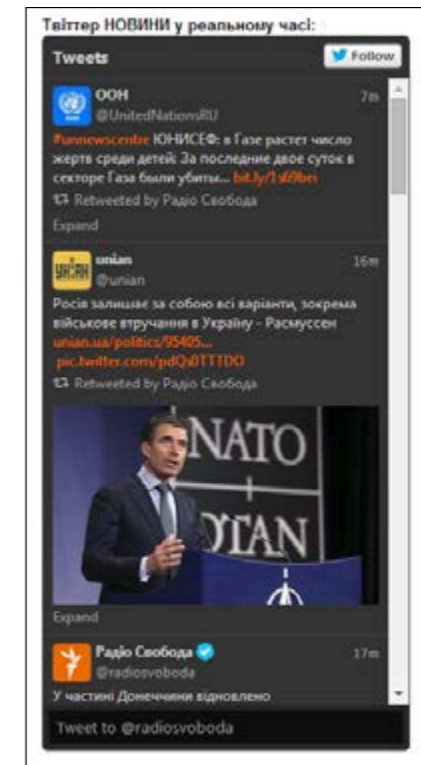 Твіттер НОВИНИ у реальному часі:
Tweets
Follow
ООН
7m
@UnitedNationsRU
#unnewscentre ЮНИСЕФ: в Газе растет число
жертв среди детей: За последние двое суток в
секторе Газа были убиты...
Retweeted by Радіо Свобода
Expand
УНІАН
unian
16m
@unian
Росія залишає за собою всі варіанти, зокрема
військове втручання в Україну - Расмуссен
unian.ua/politics/95405...
pic.twitter.com/pdQs0TTTDO
Retweeted by Радіо Свобода
NATO
OTAN
Expand
Радіо Свобода
17m
@radiosvoboda
У частині Донеччини відновлено
Tweet to @radiosvoboda